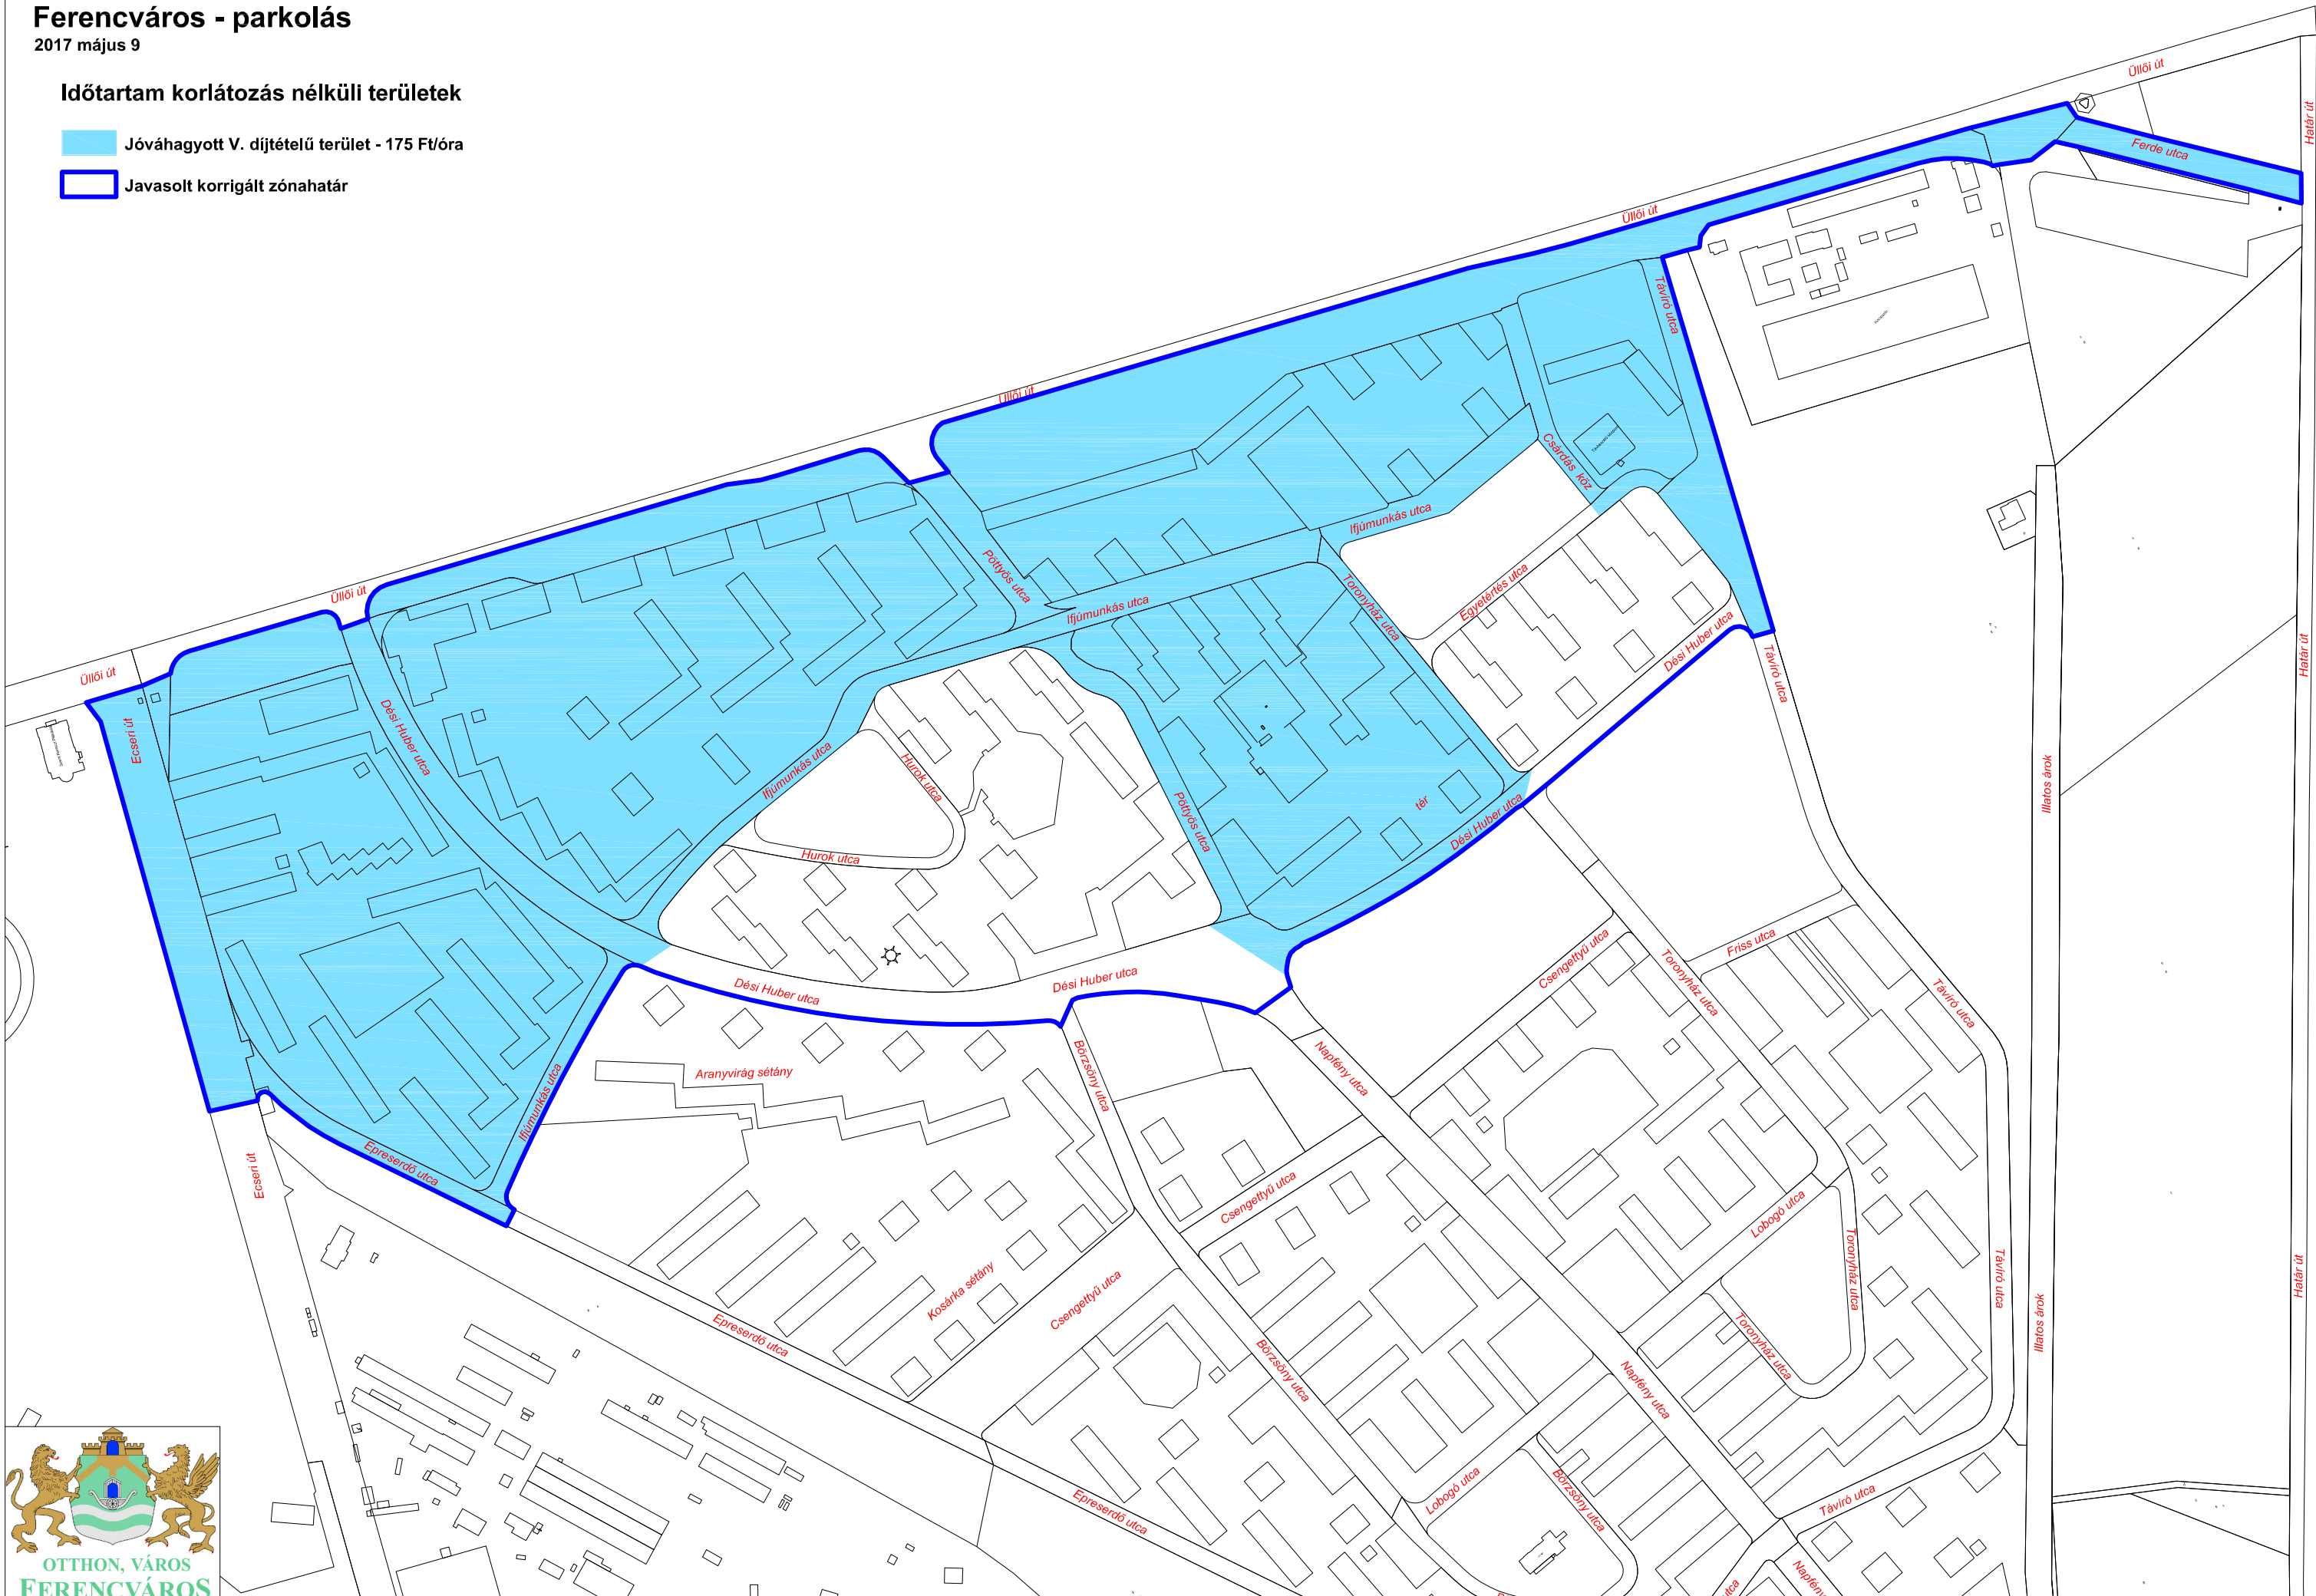 Ferencváros - parkolás
2017 május 9
Időtartam korlátozás nélküli területek
Jóváhagyott V. díjtételű terület - 175 Ft/óra
Javasolt korrigált zónahatár
Üllői út
Határ út
Ferde utca
Üllői út
Távíró utca
Üllői út
Csárdás köz
Ifjúmunkás utca
Pöttyös utca
Egyetértés utca
Toronyház utca
Üllői út
Ifjúmunkás utca
Dési Huber utca
Távíró utca
Határ út
Üllői út
Ecseri út
Dési Huber utca
Ifjúmunkás utca
Hurok utca
Hurok utca
Pöttyös utca
tér
Dési Huber utca
Illatos árok
Csengettyű utca
Friss utca
Toronyház utca
Távíró utca
Dési Huber utca
Dési Huber utca
Aranyvirág sétány
Börzsöny utca
Napfény utca
Ifjúmunkás utca
Epreserdő utca
Ecseri út
Csengettyű utca
Lobogó utca
Toronyház utca
Távíró utca
Határ út
Kosárka sétány
Csengettyű utca
Epreserdő utca
Illatos árok
Toronyház utca
Börzsöny utca
Napfény utca
Lobogó utca
Börzsöny utca
Távíró utca
Epreserdő utca
OTTHON, VÁROS
FERENCVÁROS